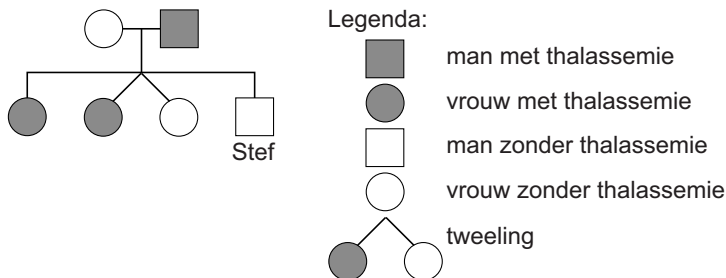 Legenda:
man met thalassemie
vrouw met thalassemie
man zonder thalassemie
vrouw zonder thalassemie
tweeling
Stef